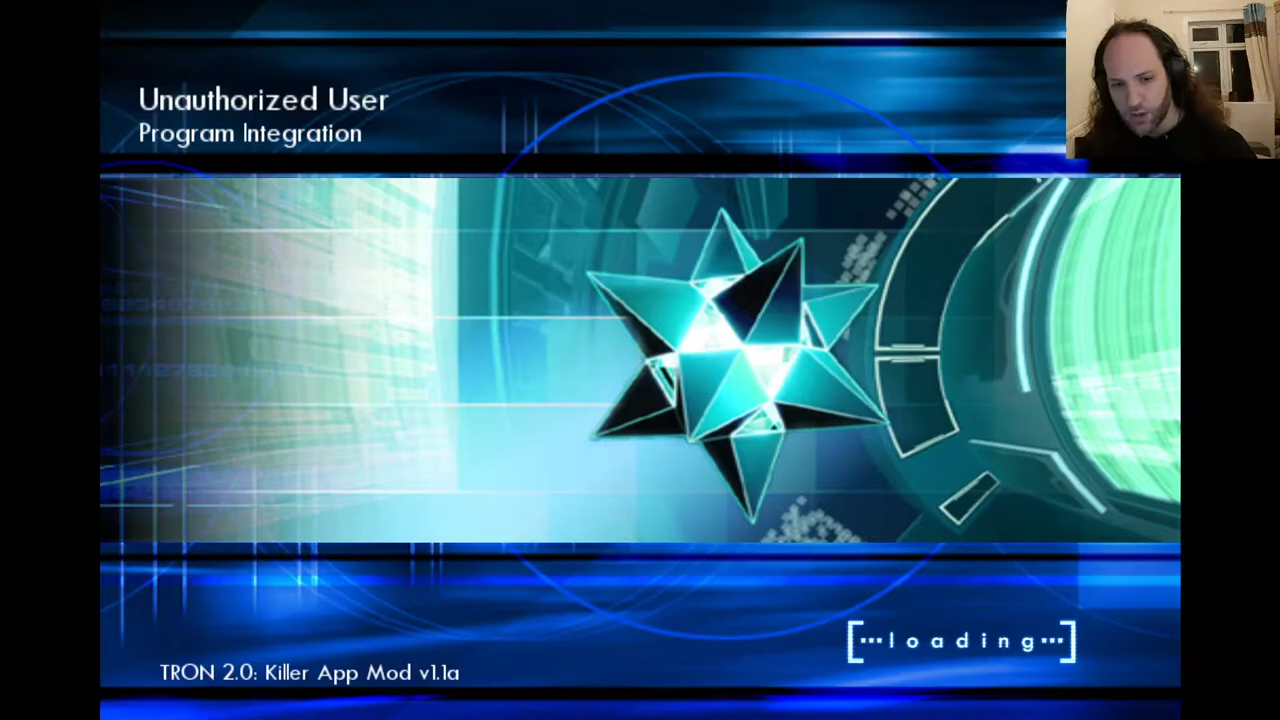 Unauthorized User
Program Integration
[···loading···]
TRON 2.0: Killer App Mod v1.1a